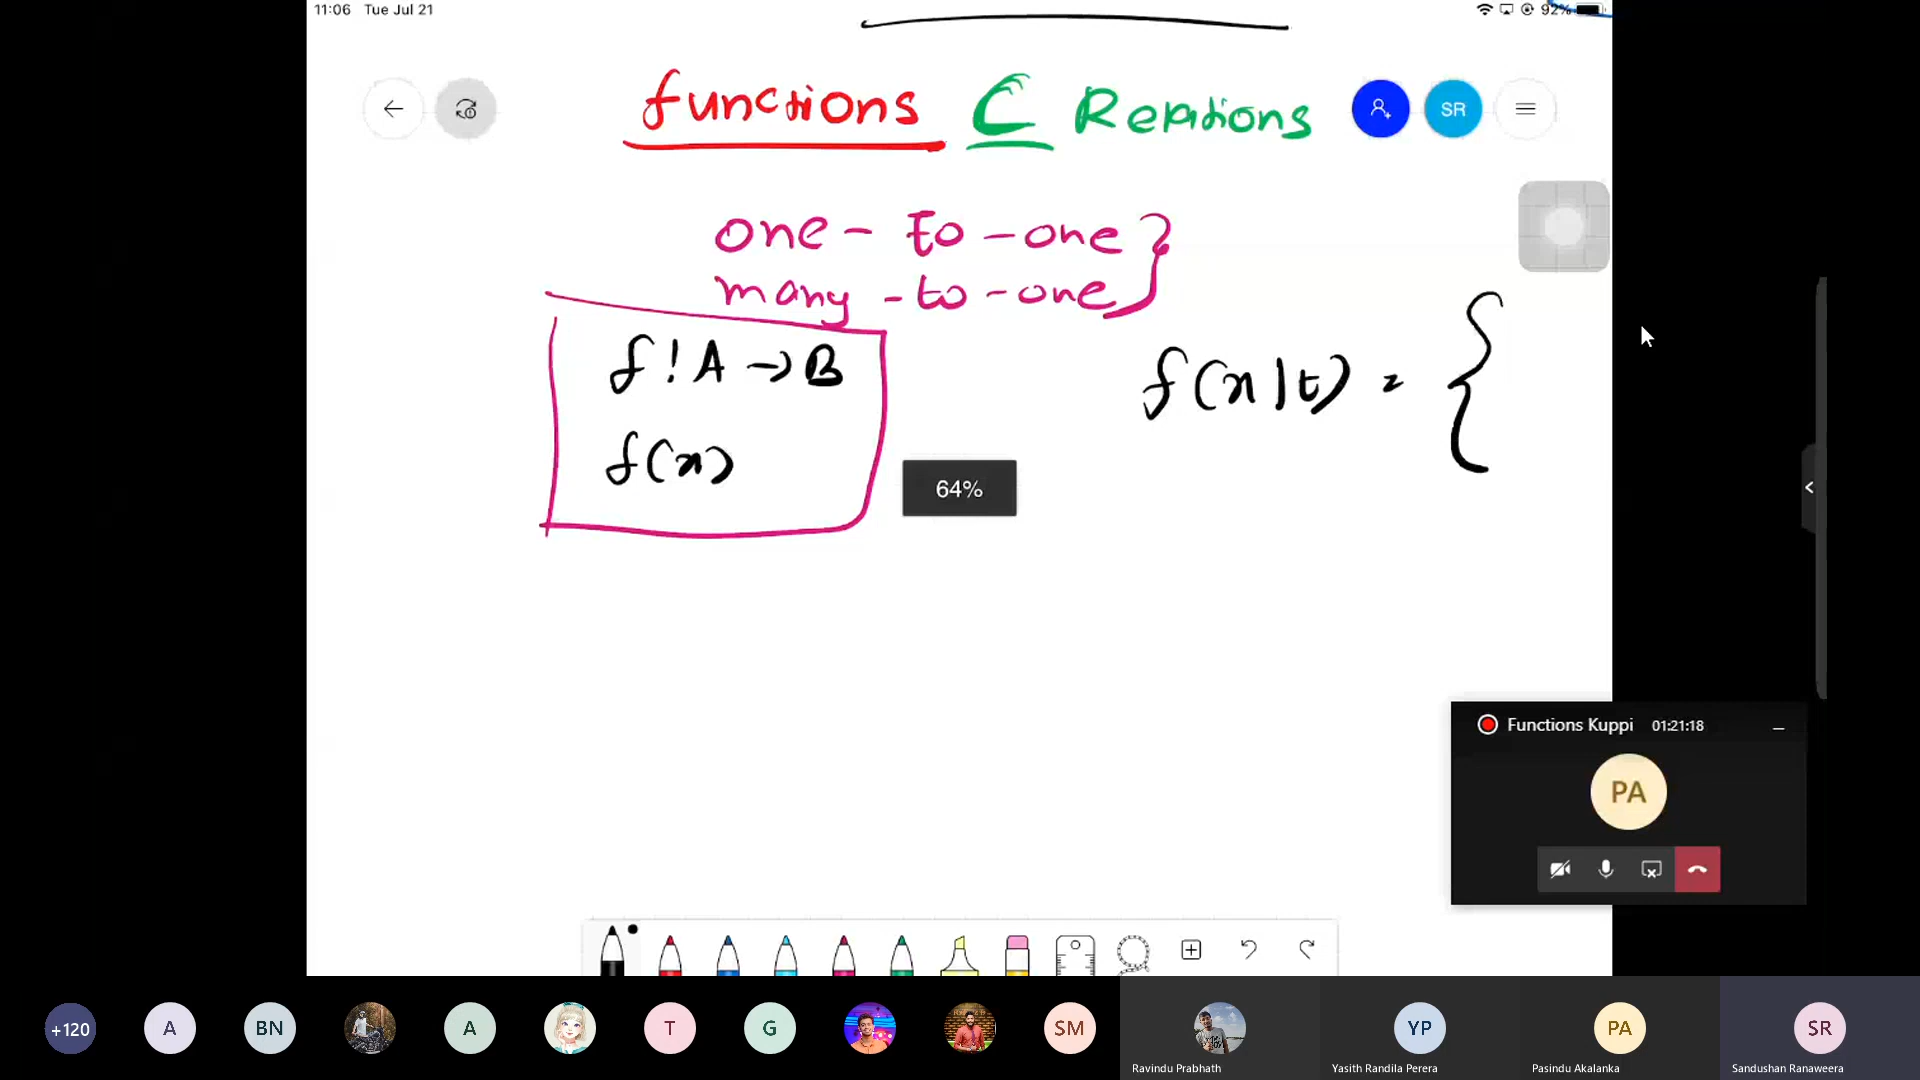 11:06 Tue Jul 21
92%
functions ⊂ Relations
SR
one - to - one
many - to - one
f : A → B
f(x | t) =
f(x)
64%
Functions Kuppi 01:21:18
PA
+120 A BN A T G SM YP PA SR
Ravindu Prabhath Yasith Randila Perera Pasindu Akalanka Sandushan Ranaweera